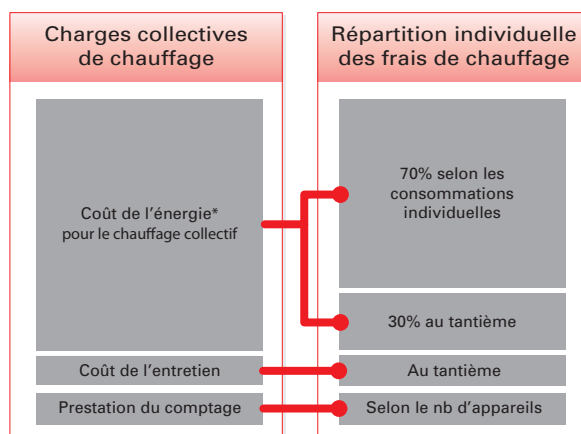 Charges collectives
de chauffage
Coût de l'énergie*
pour le chauffage collectif
Coût de l'entretien
Prestation du comptage
Répartition individuelle
des frais de chauffage
70% selon les
consommations
individuelles
30% au tantième
Au tantième
Selon le nb d'appareils